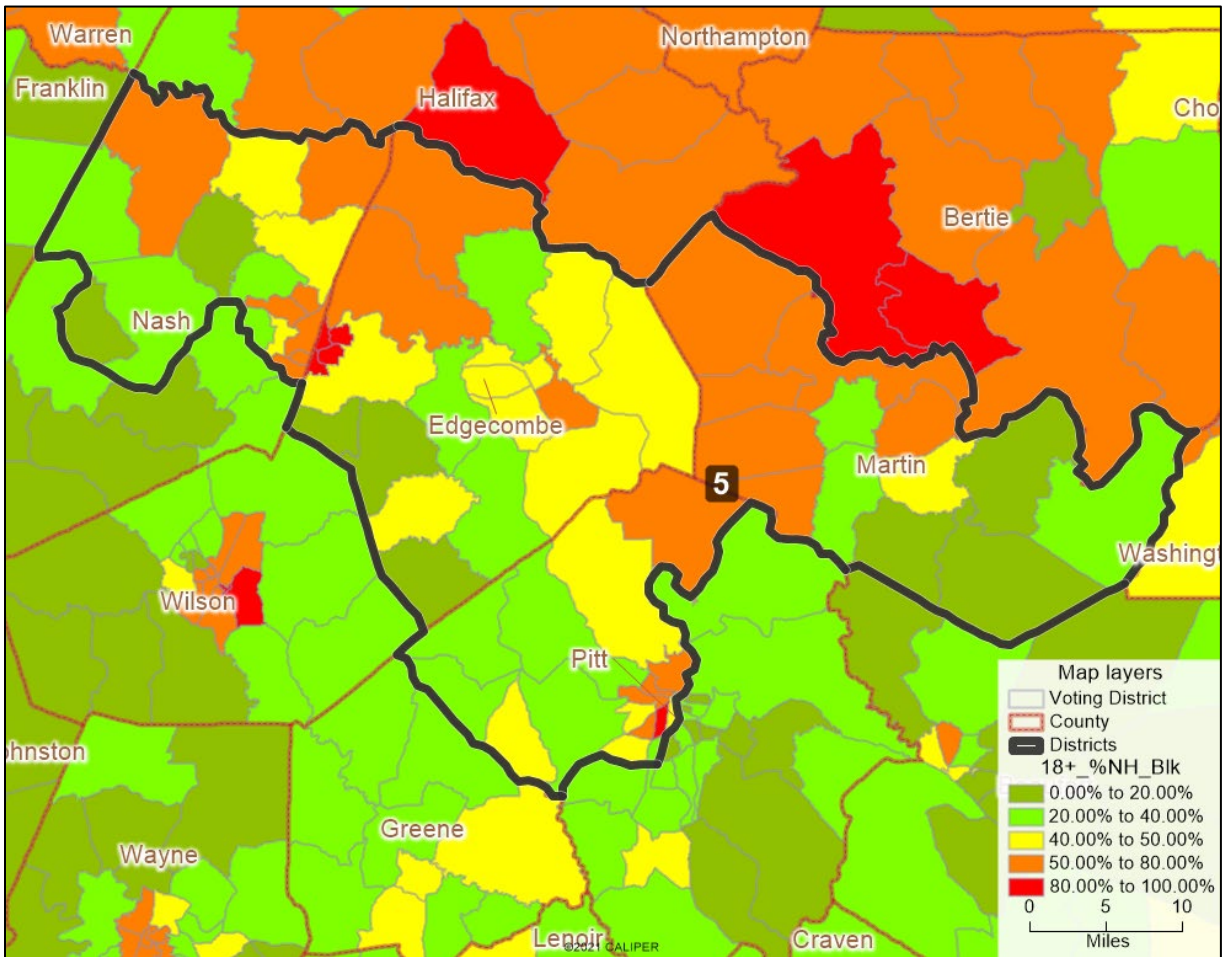 Warren
Northampton
Franklin
Halifax
Cho
Bertie
Nash
Edgecombe
Martin
5
Washingt
Wilson
Pitt
ohnston
Greene
Wayne
Lenoir
Craven
©2021 CALIPER
Map layers
Voting District
County
Districts
18+_%NH_Blk
0.00% to 20.00%
20.00% to 40.00%
40.00% to 50.00%
50.00% to 80.00%
80.00% to 100.00%
0 5 10
Miles